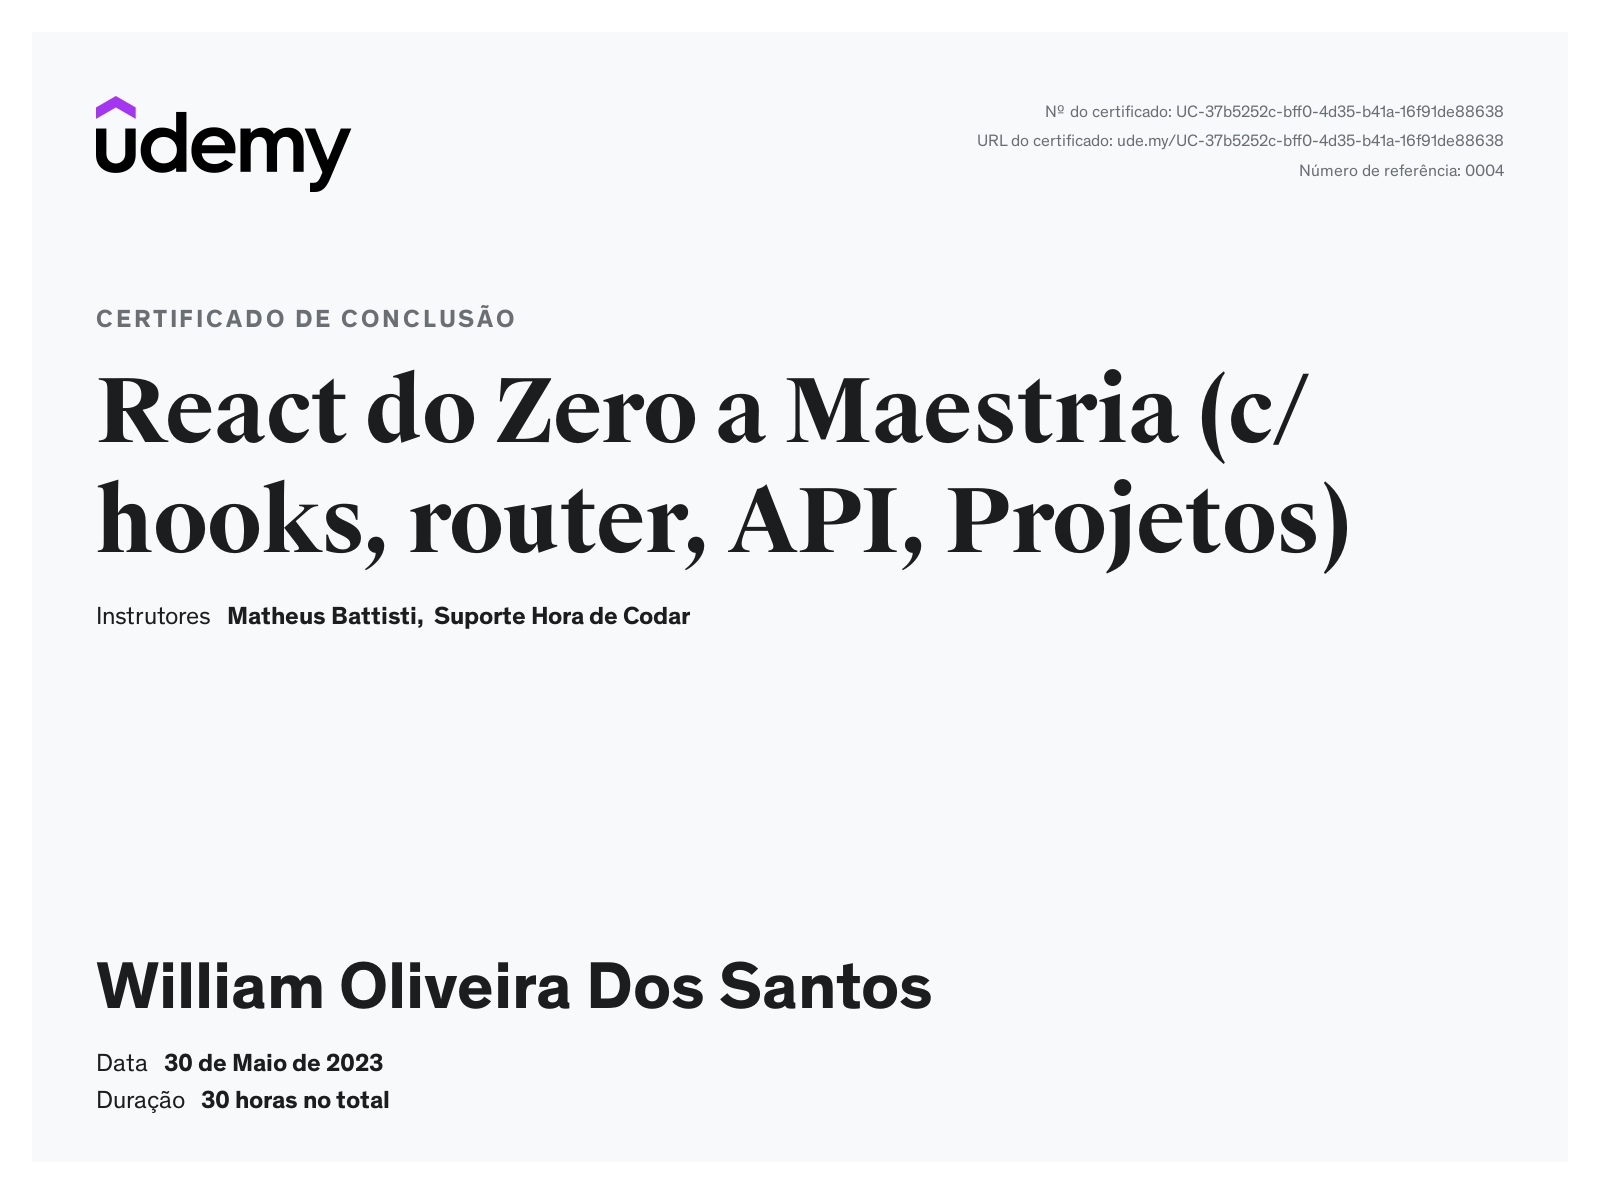 udemy
Nº do certificado: UC-37b5252c-bff0-4d35-b41a-16f91de88638
URL do certificado: ude.my/UC-37b5252c-bff0-4d35-b41a-16f91de88638
Número de referência: 0004
CERTIFICADO DE CONCLUSÃO
React do Zero a Maestria (c/
hooks, router, API, Projetos)
Instrutores Matheus Battisti, Suporte Hora de Codar
William Oliveira Dos Santos
Data 30 de Maio de 2023
Duração 30 horas no total